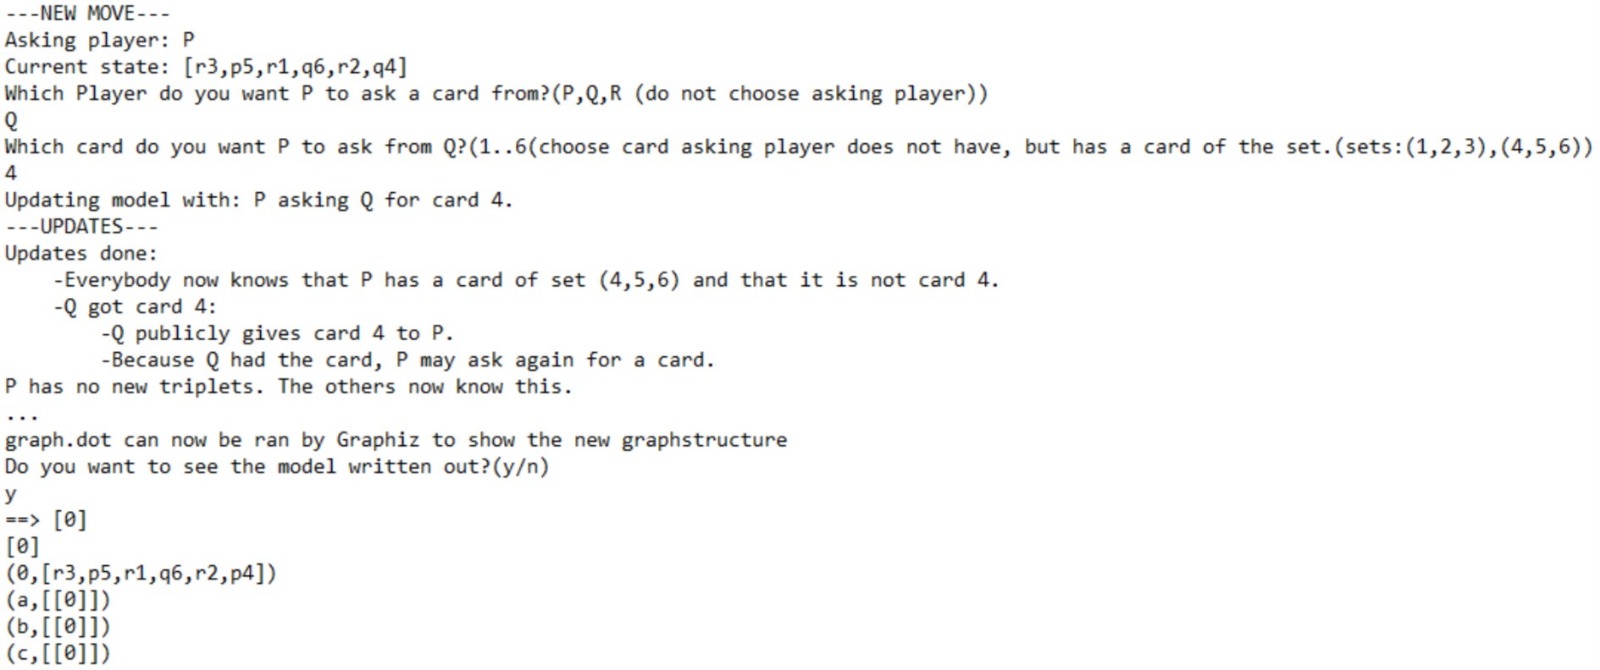 ---NEW MOVE---
Asking player: P
Current state: [r3,p5,r1,q6,r2,q4]
Which Player do you want P to ask a card from?(P,Q,R (do not choose asking player))
Q
Which card do you want P to ask from Q?(1..6(choose card asking player does not have, but has a card of the set.(sets:(1,2,3),(4,5,6))
4
Updating model with: P asking Q for card 4.
---UPDATES---
Updates done:
    -Everybody now knows that P has a card of set (4,5,6) and that it is not card 4.
    -Q got card 4:
        -Q publicly gives card 4 to P.
        -Because Q had the card, P may ask again for a card.
P has no new triplets. The others now know this.
...
graph.dot can now be ran by Graphiz to show the new graphstructure
Do you want to see the model written out?(y/n)
y
==> [0]
[0]
(0,[r3,p5,r1,q6,r2,p4])
(a,[[0]])
(b,[[0]])
(c,[[0]])